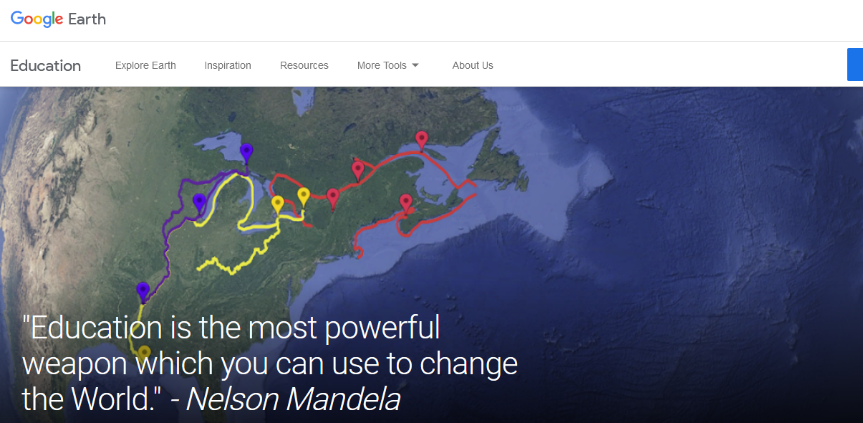 Google Earth
Education Explore Earth Inspiration Resources More Tools About Us
"Education is the most powerful
weapon which you can use to change
the World." - Nelson Mandela